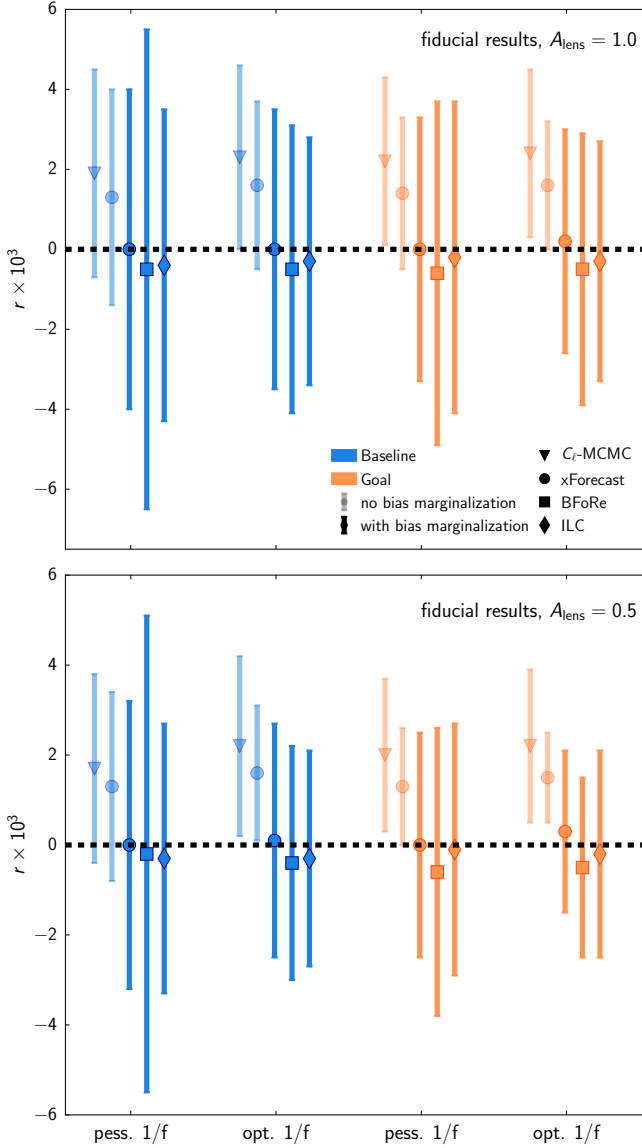 fiducial results, A_lens = 1.0
6
4
2
0
−2
−4
−6
r × 10³
Baseline
Goal
no bias marginalization
with bias marginalization
C_ℓ-MCMC
xForecast
BFoRe
ILC
fiducial results, A_lens = 0.5
6
4
2
0
−2
−4
−6
r × 10³
pess. 1/f opt. 1/f pess. 1/f opt. 1/f